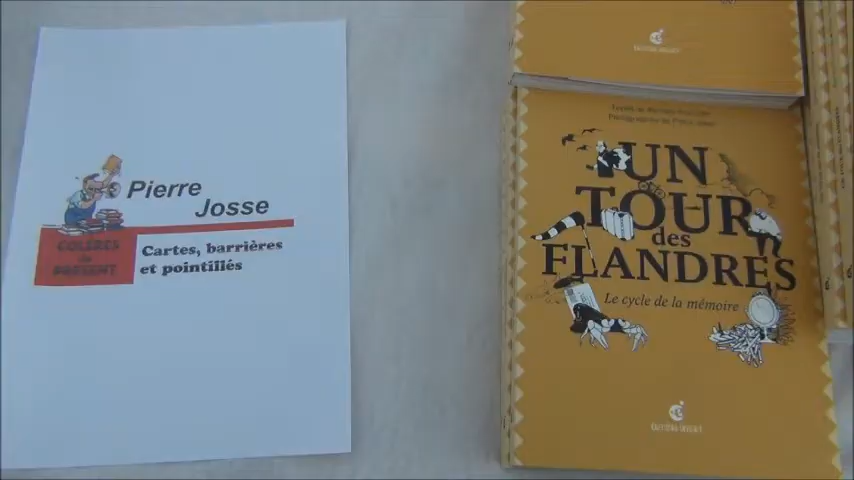 Pierre
Josse
COLÈRES
du
PRÉSENT
Cartes, barrières
et pointillés
UN
TOUR
des
FLANDRES
Le cycle de la mémoire